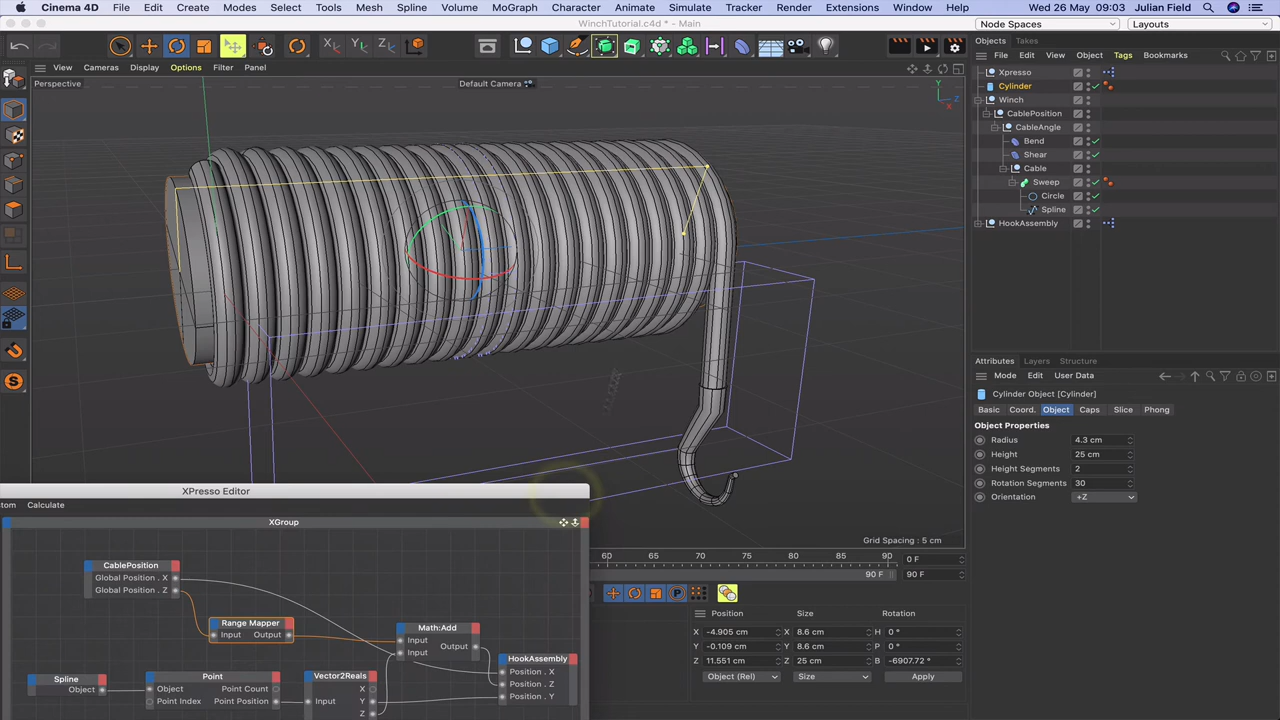 Cinema 4D File Edit Create Modes Select Tools Mesh Spline Volume MoGraph Character Animate Simulate Tracker Render Extensions Window Help Wed 26 May 09:03 Julian Field
WinchTutorial.c4d * - Main
Node Spaces Layouts
Objects Takes
File Edit View Object Tags Bookmarks
View Cameras Display Options Filter Panel
Perspective
Default Camera
Y
Z
X
Xpresso
Cylinder
Winch
CablePosition
CableAngle
Bend
Shear
Cable
Sweep
Circle
Spline
HookAssembly
Attributes Layers Structure
Mode Edit User Data
Cylinder Object [Cylinder]
Basic Coord. Object Caps Slice Phong
Object Properties
Radius 4.3 cm
Height 25 cm
Height Segments 2
Rotation Segments 30
Orientation +Z
Grid Spacing : 5 cm
60 65 70 75 80 85 90
0 F
90 F 90 F
Position Size Rotation
X -4.905 cm X 8.6 cm H 0 °
Y -0.109 cm Y 8.6 cm P 0 °
Z 11.551 cm Z 25 cm B -6907.72 °
Object (Rel) Size Apply
XPresso Editor
tom Calculate
XGroup
CablePosition
Global Position . X
Global Position . Z
Range Mapper
Input Output
Math:Add
Input
Output
Input
HookAssembly
Position . X
Position . Z
Position . Y
Spline
Object
Point
Object Point Count
Point Index Point Position
Vector2Reals
X
Input Y
Z